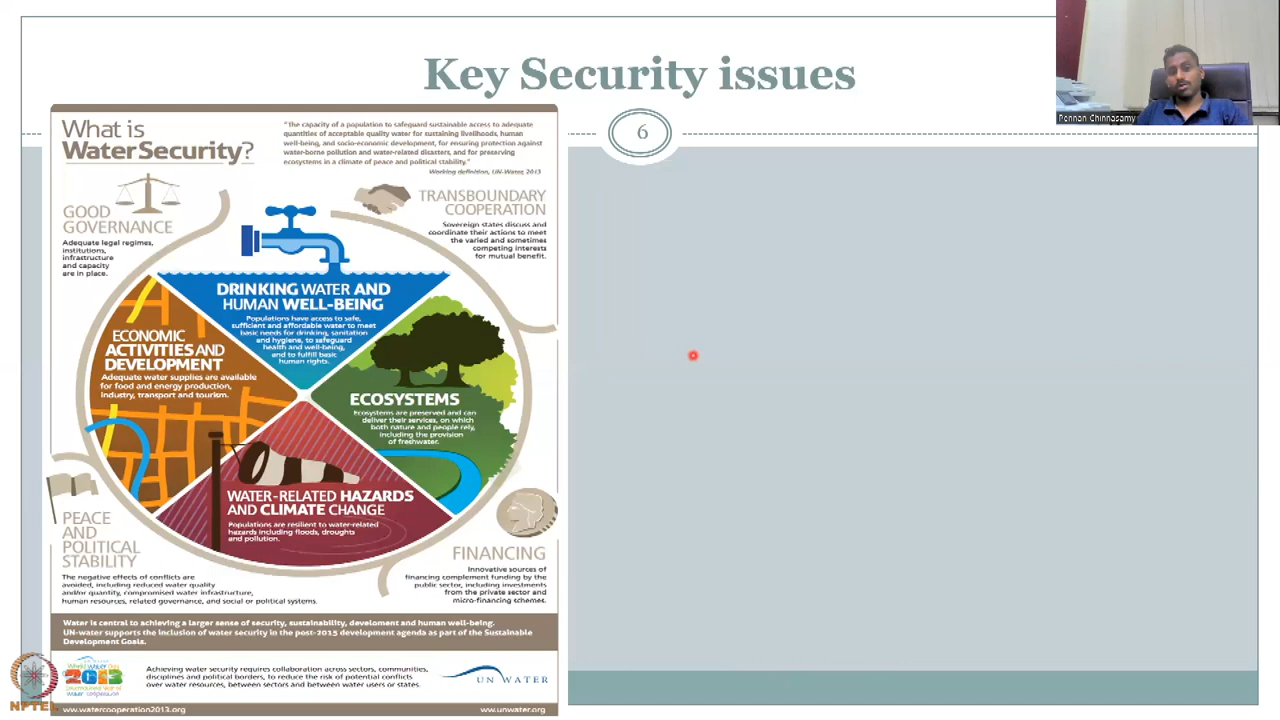 Key Security issues
Pennan Chinnasamy
6
What is
Water Security?
"The capacity of a population to safeguard sustainable access to adequate
quantities of acceptable quality water for sustaining livelihoods, human
well-being, and socio-economic development, for ensuring protection against
water-borne pollution and water-related disasters, and for preserving
ecosystems in a climate of peace and political stability."
Working definition, UN-Water, 2013
GOOD
GOVERNANCE
Adequate legal regimes,
institutions,
infrastructure
and capacity
are in place.
TRANSBOUNDARY
COOPERATION
Sovereign states discuss and
coordinate their actions to meet
the varied and sometimes
competing interests
for mutual benefit.
DRINKING WATER AND
HUMAN WELL-BEING
Populations have access to safe,
sufficient and affordable water to meet
basic needs for drinking, sanitation
and hygiene, to safeguard
health and well-being,
and to fulfill basic
human rights.
ECONOMIC
ACTIVITIES AND
DEVELOPMENT
Adequate water supplies are available
for food and energy production,
industry, transport and tourism.
ECOSYSTEMS
Ecosystems are preserved and can
deliver their services, on which
both nature and people rely,
including the provision
of freshwater.
WATER-RELATED HAZARDS
AND CLIMATE CHANGE
Populations are resilient to water-related
hazards including floods, droughts
and pollution.
PEACE
AND
POLITICAL
STABILITY
The negative effects of conflicts are
avoided, including reduced water quality
and/or quantity, compromised water infrastructure,
human resources, related governance, and social or political systems.
FINANCING
Innovative sources of
financing complement funding by the
public sector, including investments
from the private sector and
micro-financing schemes.
Water is central to achieving a larger sense of security, sustainability, development and human well-being.
UN-water supports the inclusion of water security in the post-2015 development agenda as part of the Sustainable
Development Goals.
2013
Achieving water security requires collaboration across sectors, communities,
disciplines and political borders, to reduce the risk of potential conflicts
over water resources, between sectors and between water users or states.
UN WATER
NPTEL
ww.watercooperation2013.org
www.unwater.org